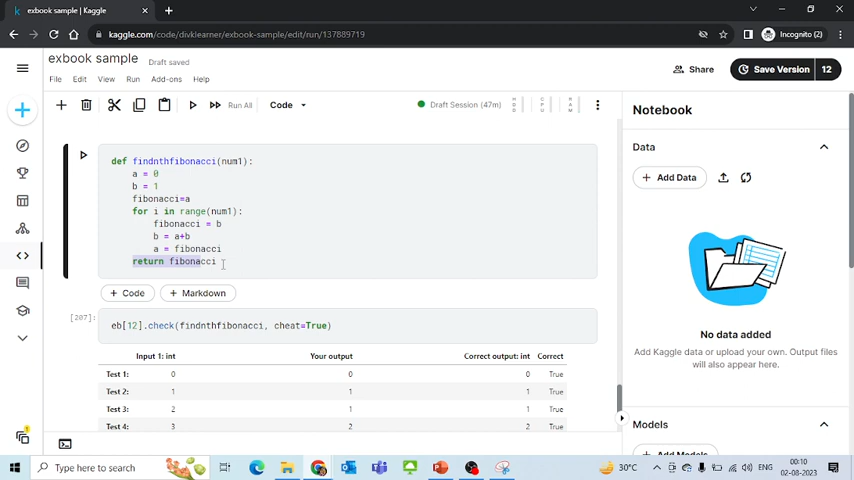 exbook sample | Kaggle
kaggle.com/code/divklearner/exbook-sample/edit/run/137889719
Incognito (2)
exbook sample
Draft saved
File Edit View Run Add-ons Help
Share
Save Version 12
Run All
Code
Draft Session (47m)
HDD
CPU
RAM
Notebook
def findnthfibonacci(num1):
a = 0
b = 1
fibonacci=a
for i in range(num1):
fibonacci = b
b = a+b
a = fibonacci
return fibonacci
+ Code
+ Markdown
[207]:
eb[12].check(findnthfibonacci, cheat=True)
Input 1: int Your output Correct output: int Correct
Test 1: 0 0 0 True
Test 2: 1 1 1 True
Test 3: 2 1 1 True
Test 4: 3 2 2 True
Data
+ Add Data
No data added
Add Kaggle data or upload your own. Output files
will also appear here.
Models
+ Add Models
Type here to search
30°C
ENG
00:10
02-08-2023